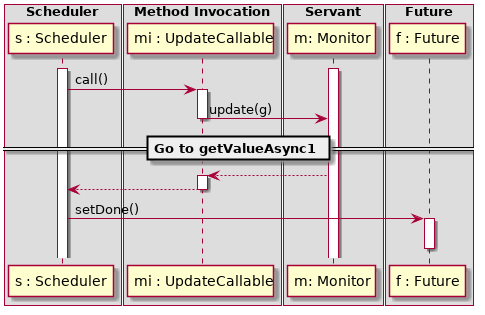 Scheduler
Method Invocation
Servant
Future
s : Scheduler
mi : UpdateCallable
m: Monitor
f : Future
call()
update(g)
Go to getValueAsync1
setDone()
s : Scheduler
mi : UpdateCallable
m: Monitor
f : Future